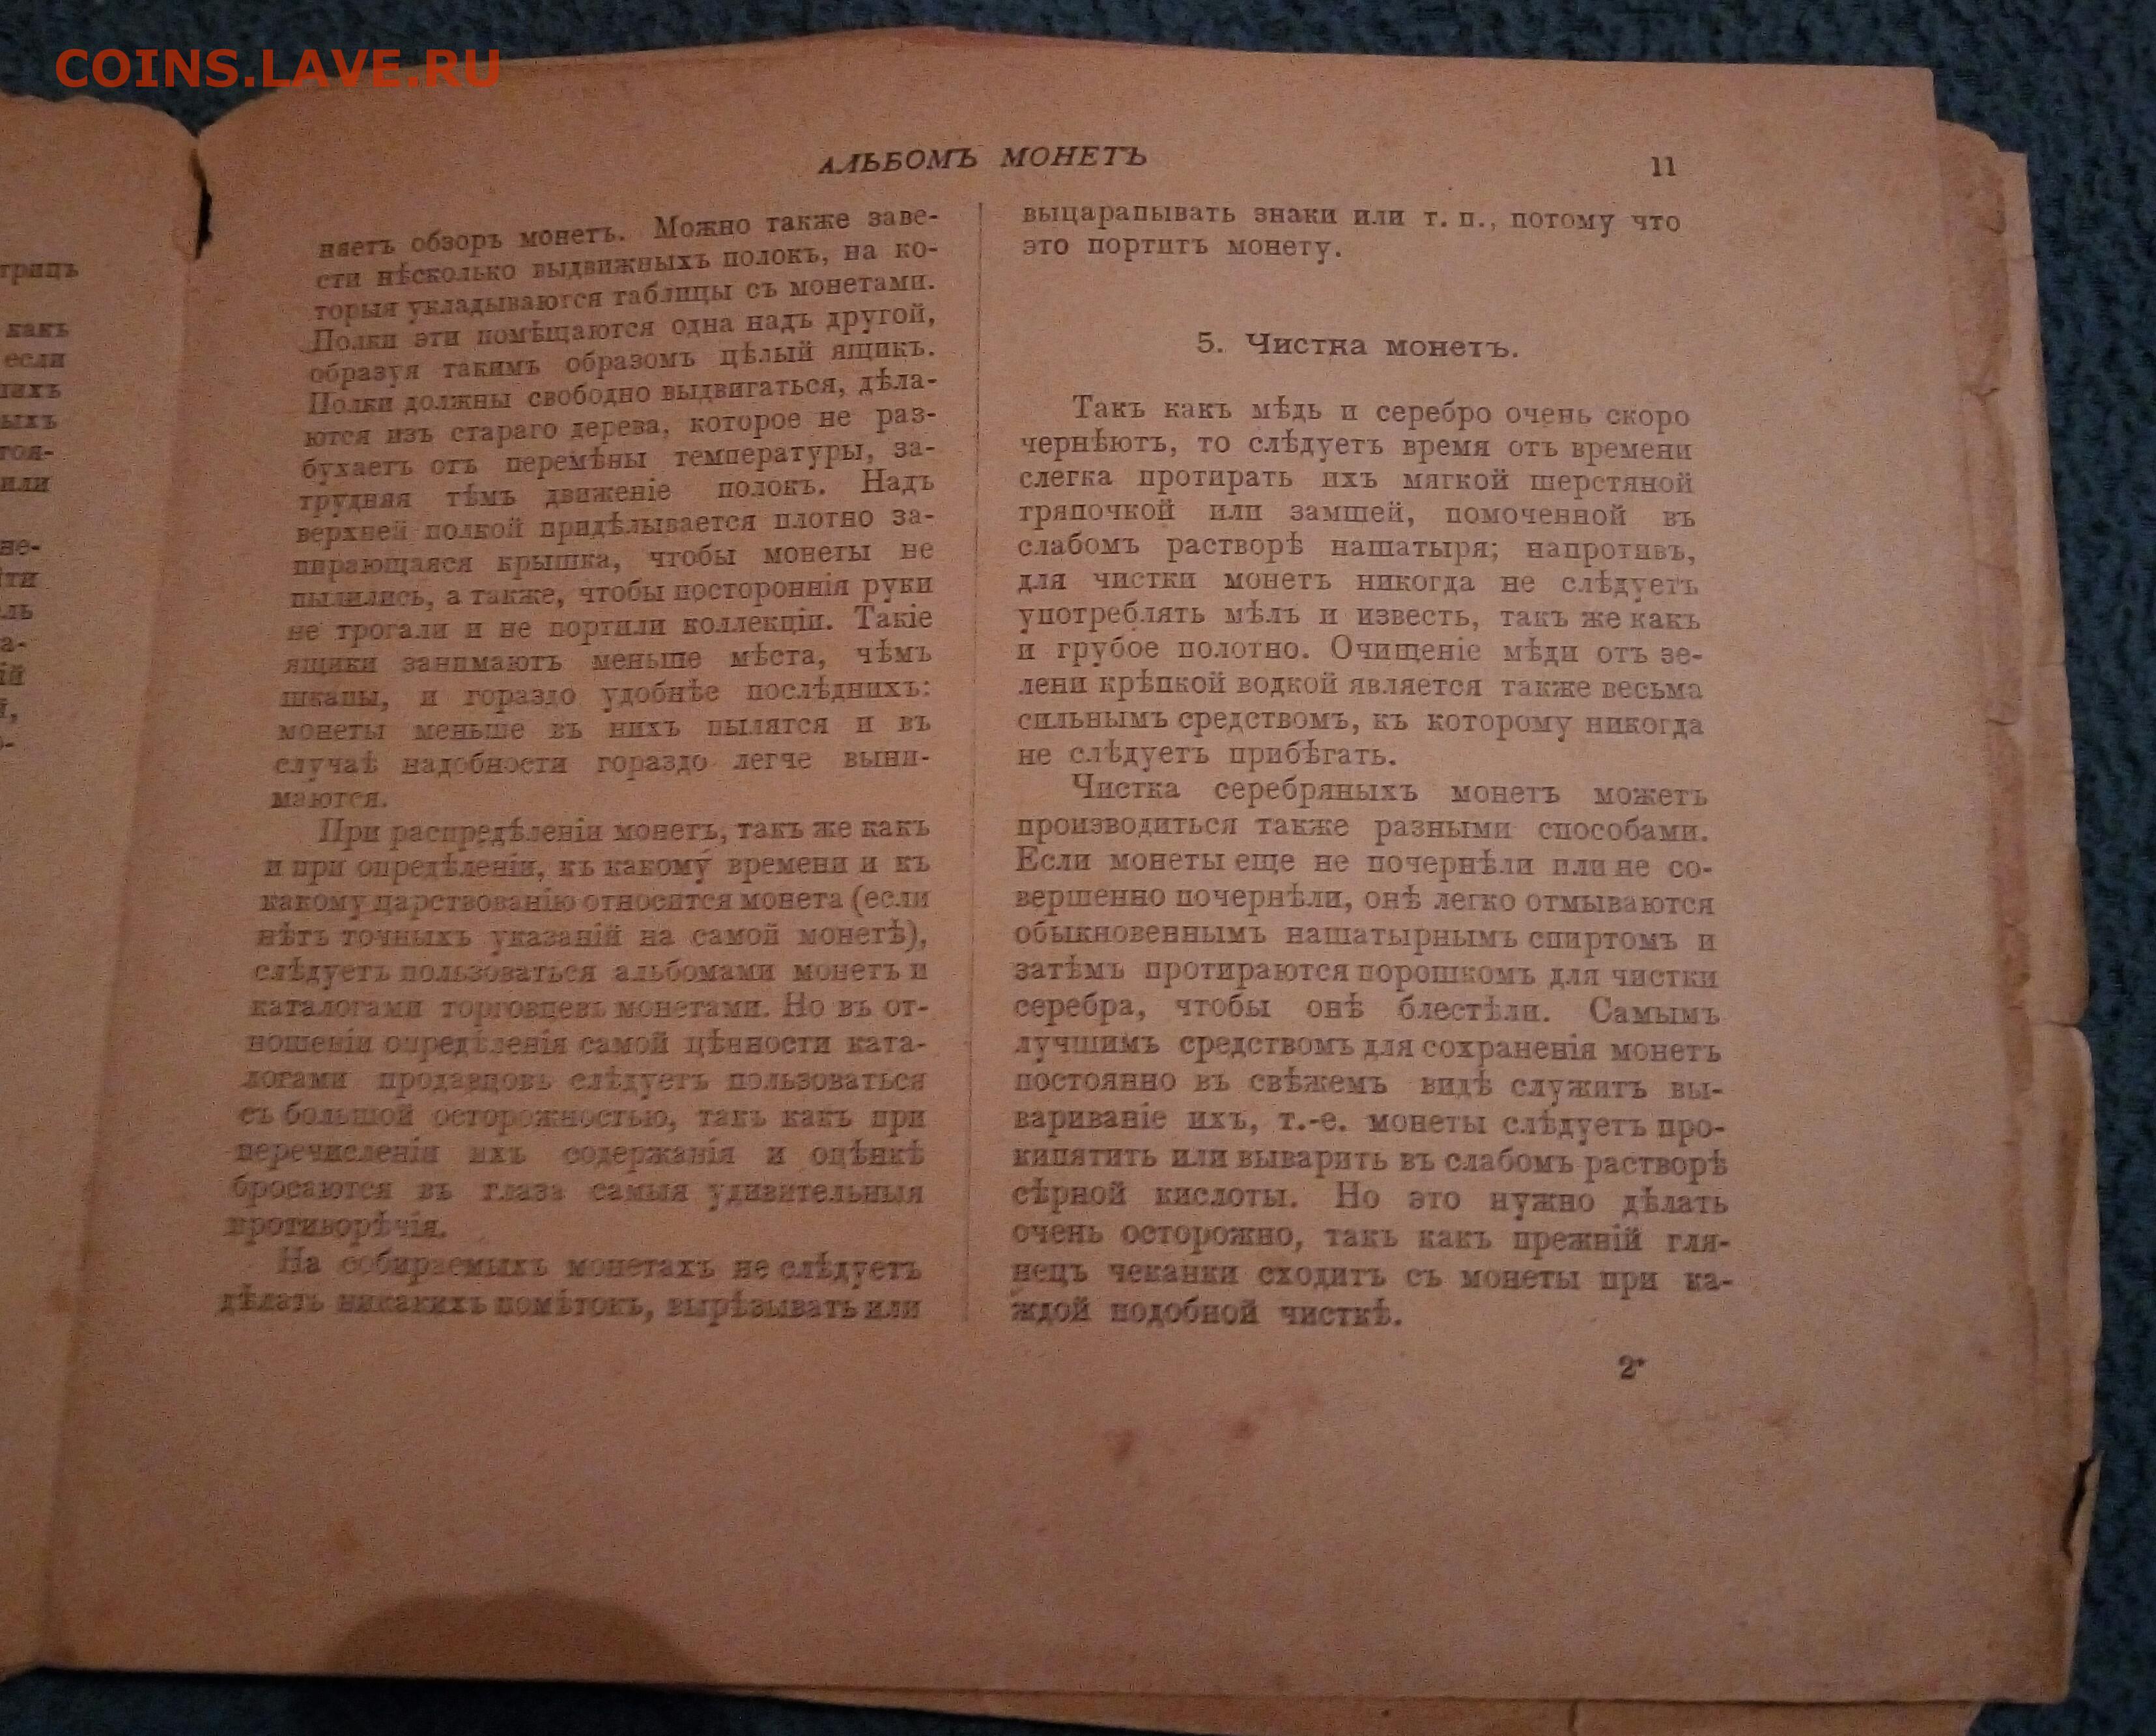 COINS.LAVE.RU
АЛЬБОМЪ МОНЕТЪ
11
няетъ обзоръ монетъ. Можно также заве-
сти нѣсколько выдвижныхъ полокъ, на ко-
торыя укладываются таблицы съ монетами.
Полки эти помѣщаются одна надъ другой,
образуя такимъ образомъ цѣлый ящикъ.
Полки должны свободно выдвигаться, дѣла-
ются изъ стараго дерева, которое не раз-
бухаетъ отъ перемѣны температуры, за-
трудняя тѣмъ движеніе полокъ. Надъ
верхней полкой придѣлывается плотно за-
пирающаяся крышка, чтобы монеты не
пылились, а также, чтобы постороннія руки
не трогали и не портили коллекціи. Такіе
ящики занимаютъ меньше мѣста, чѣмъ
шкапы, и гораздо удобнѣе послѣднихъ:
монеты меньше въ нихъ пылятся и въ
случаѣ надобности гораздо легче выни-
маются.
При распредѣленіи монетъ, такъ же какъ
и при опредѣленіи, къ какому времени и къ
какому царствованію относится монета (если
нѣтъ точныхъ указаній на самой монетѣ),
слѣдуетъ пользоваться альбомами монетъ и
каталогами торговцевъ монетами. Но въ от-
ношеніи опредѣленія самой цѣнности ката-
логами продавцовъ слѣдуетъ пользоваться
съ большой осторожностью, такъ какъ при
перечисленіи ихъ содержанія и оцѣнкѣ
бросаются въ глаза самыя удивительныя
противорѣчія.
На собираемыхъ монетахъ не слѣдуетъ
дѣлать никакихъ помѣтокъ, вырѣзывать или
выцарапывать знаки или т. п., потому что
это портитъ монету.
5. Чистка монетъ.
Такъ какъ мѣдь и серебро очень скоро
чернѣютъ, то слѣдуетъ время отъ времени
слегка протирать ихъ мягкой шерстяной
тряпочкой или замшей, помоченной въ
слабомъ растворѣ нашатыря; напротивъ,
для чистки монетъ никогда не слѣдуетъ
употреблять мѣлъ и известь, такъ же какъ
и грубое полотно. Очищеніе мѣди отъ зе-
лени крѣпкой водкой является также весьма
сильнымъ средствомъ, къ которому никогда
не слѣдуетъ прибѣгать.
Чистка серебряныхъ монетъ можетъ
производиться также разными способами.
Если монеты еще не почернѣли или не со-
вершенно почернѣли, онѣ легко отмываются
обыкновеннымъ нашатырнымъ спиртомъ и
затѣмъ протираются порошкомъ для чистки
серебра, чтобы онѣ блестѣли. Самымъ
лучшимъ средствомъ для сохраненія монетъ
постоянно въ свѣжемъ видѣ служитъ вы-
вариваніе ихъ, т.-е. монеты слѣдуетъ про-
кипятить или выварить въ слабомъ растворѣ
сѣрной кислоты. Но это нужно дѣлать
очень осторожно, такъ какъ прежній гля-
нецъ чеканки сходитъ съ монеты при ка-
ждой подобной чисткѣ.
2*